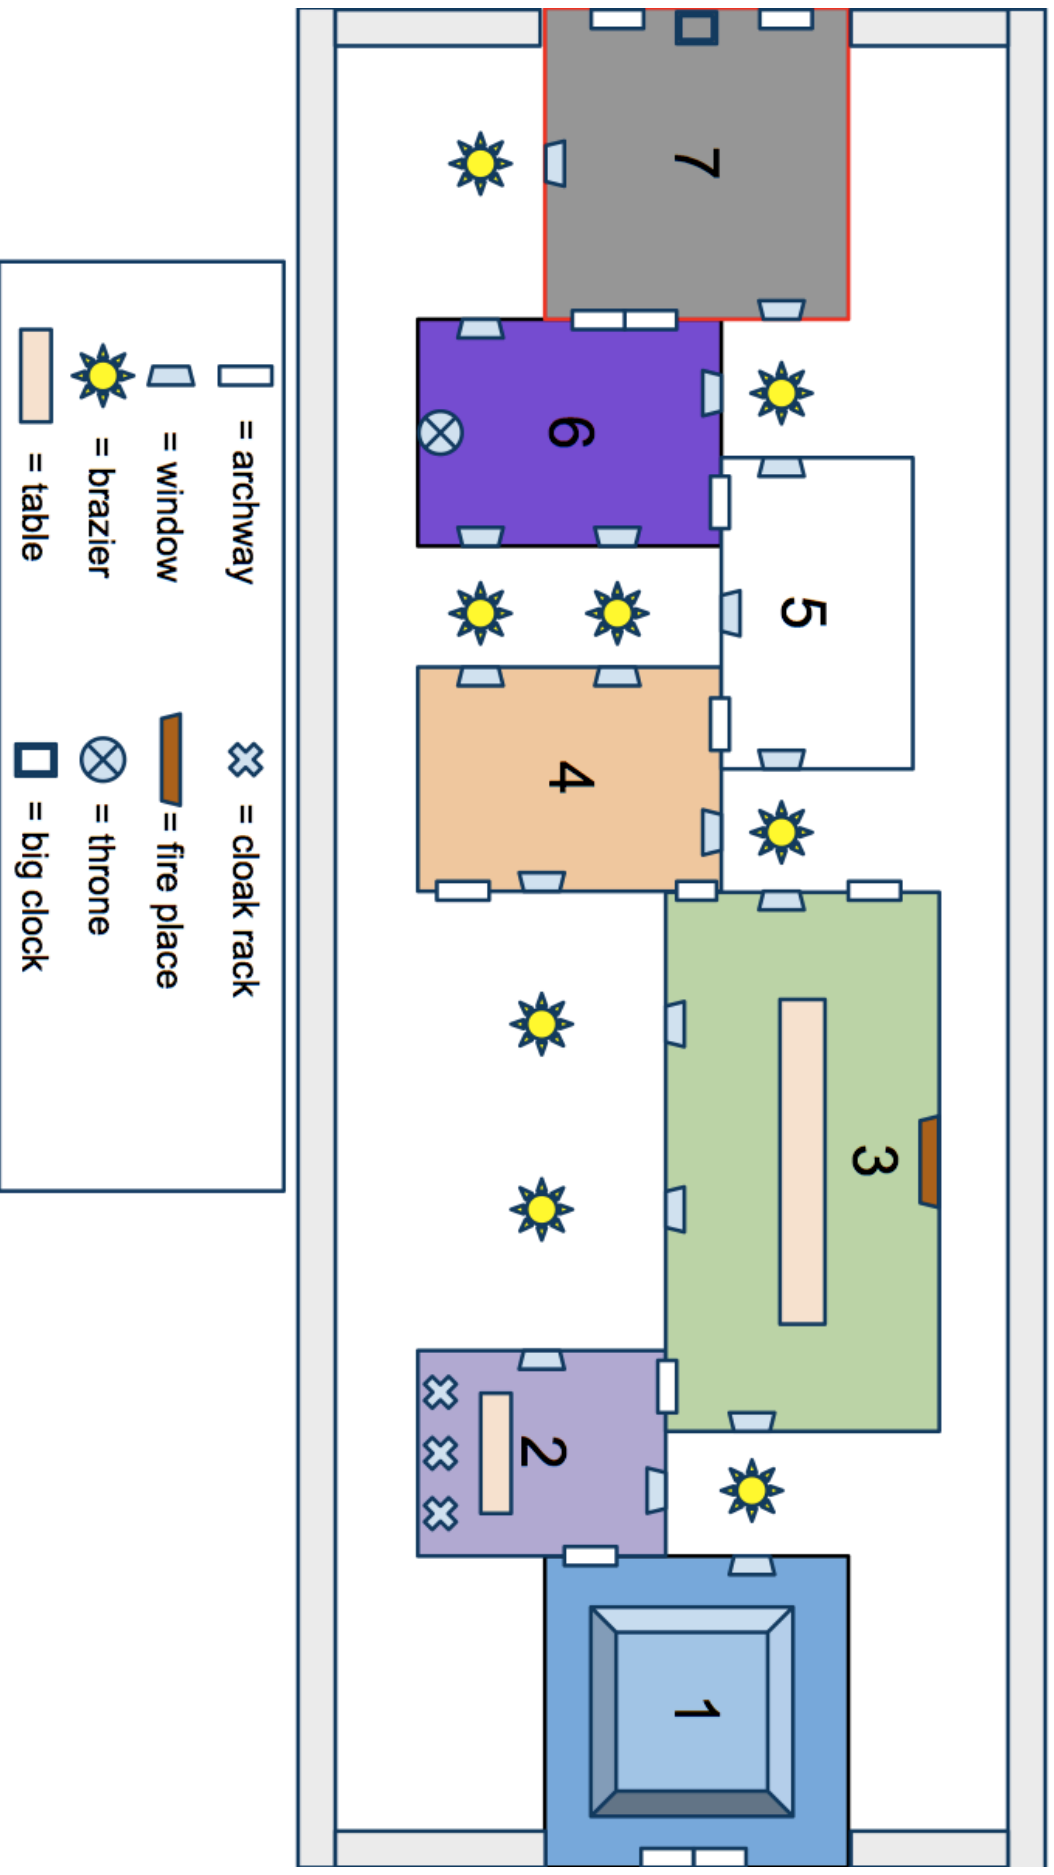 3
5
7
1
6
4
2
= archway
= cloak rack
= window
= fire place
= brazier
= throne
= table
= big clock